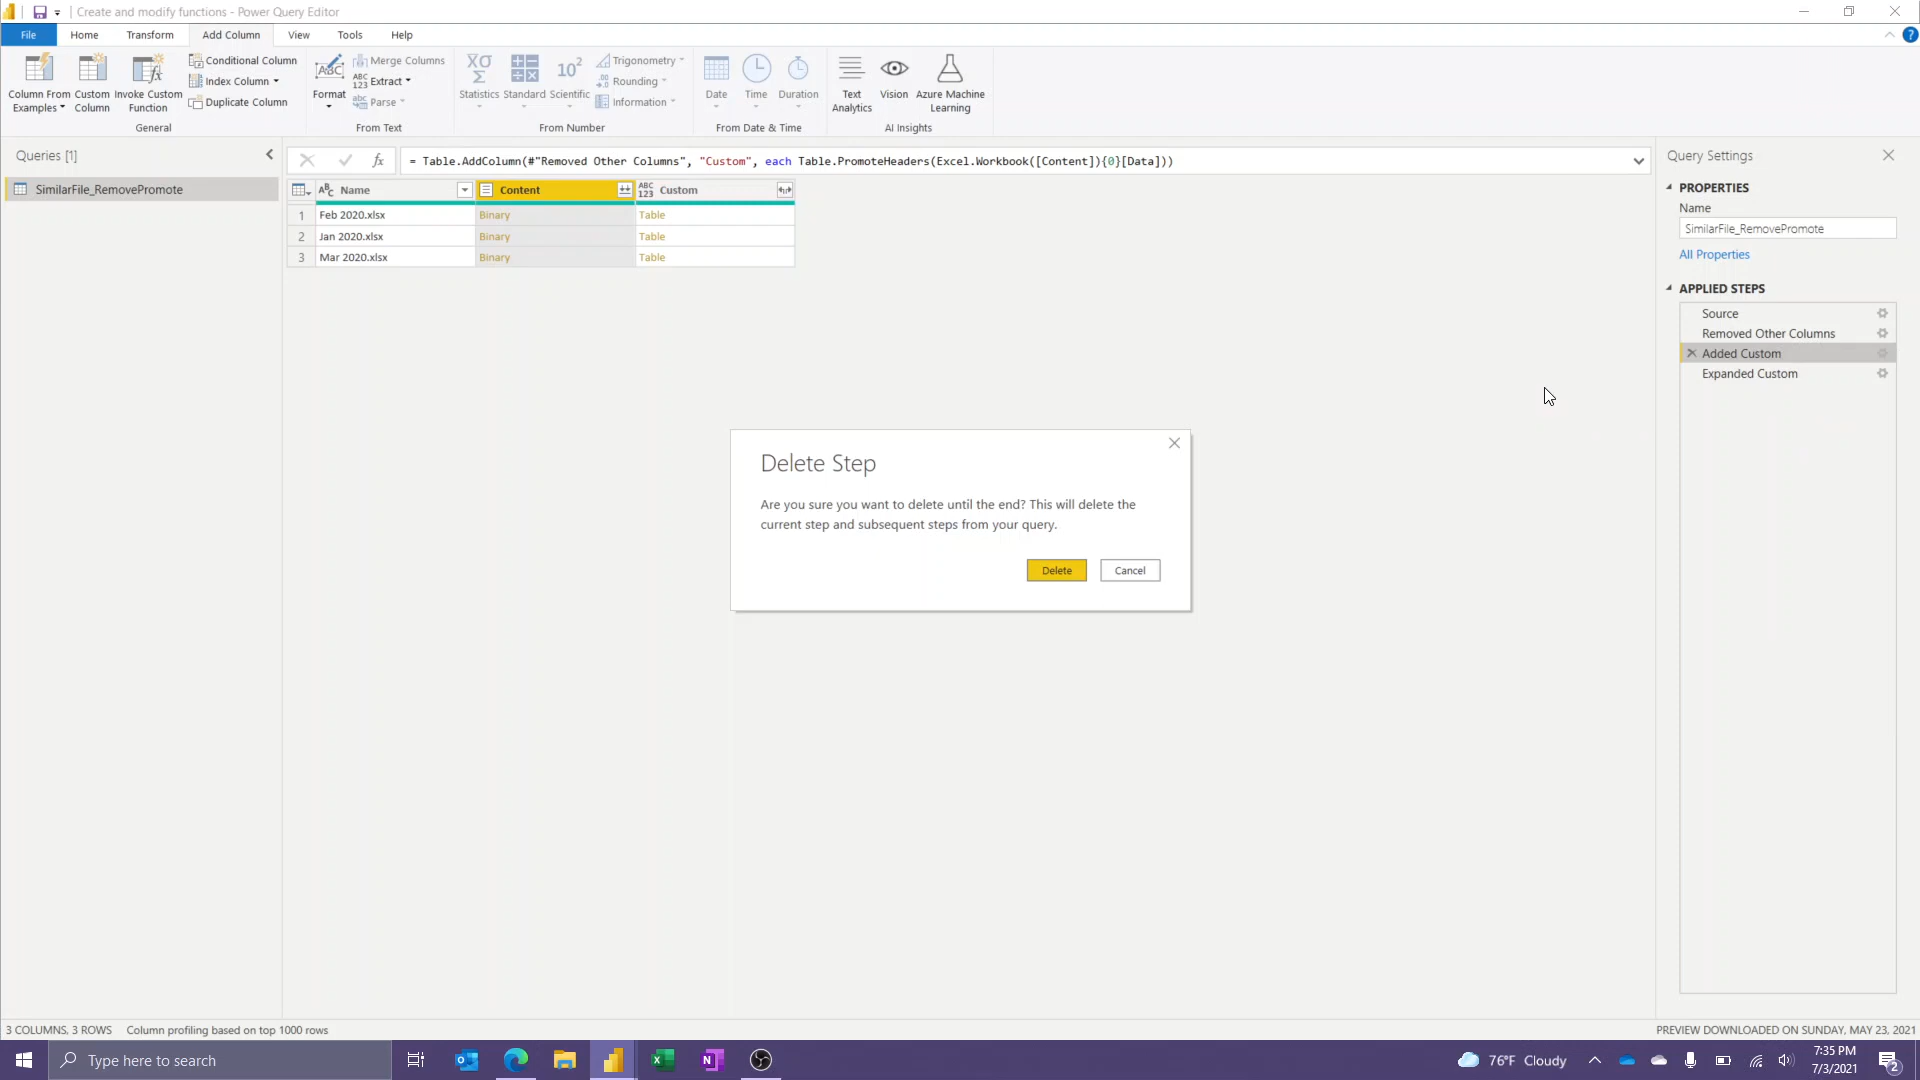 Create and modify functions - Power Query Editor
File
Home
Transform
Add Column
View
Tools
Help
Column From
Examples
Custom
Column
Invoke Custom
Function
Conditional Column
Index Column
Duplicate Column
General
Format
Merge Columns
Extract
Parse
From Text
Statistics
Standard
Scientific
Trigonometry
Rounding
Information
From Number
Date
Time
Duration
From Date & Time
Text
Analytics
Vision
Azure Machine
Learning
AI Insights
Queries [1]
SimilarFile_RemovePromote
= Table.AddColumn(#"Removed Other Columns", "Custom", each Table.PromoteHeaders(Excel.Workbook([Content]){0}[Data]))
Name Content Custom
1 Feb 2020.xlsx Binary Table
2 Jan 2020.xlsx Binary Table
3 Mar 2020.xlsx Binary Table
Delete Step
Are you sure you want to delete until the end? This will delete the
current step and subsequent steps from your query.
Delete Cancel
Query Settings
PROPERTIES
Name
SimilarFile_RemovePromote
All Properties
APPLIED STEPS
Source
Removed Other Columns
Added Custom
Expanded Custom
3 COLUMNS, 3 ROWS Column profiling based on top 1000 rows
PREVIEW DOWNLOADED ON SUNDAY, MAY 23, 2021
Type here to search
76°F Cloudy
7:35 PM
7/3/2021
2